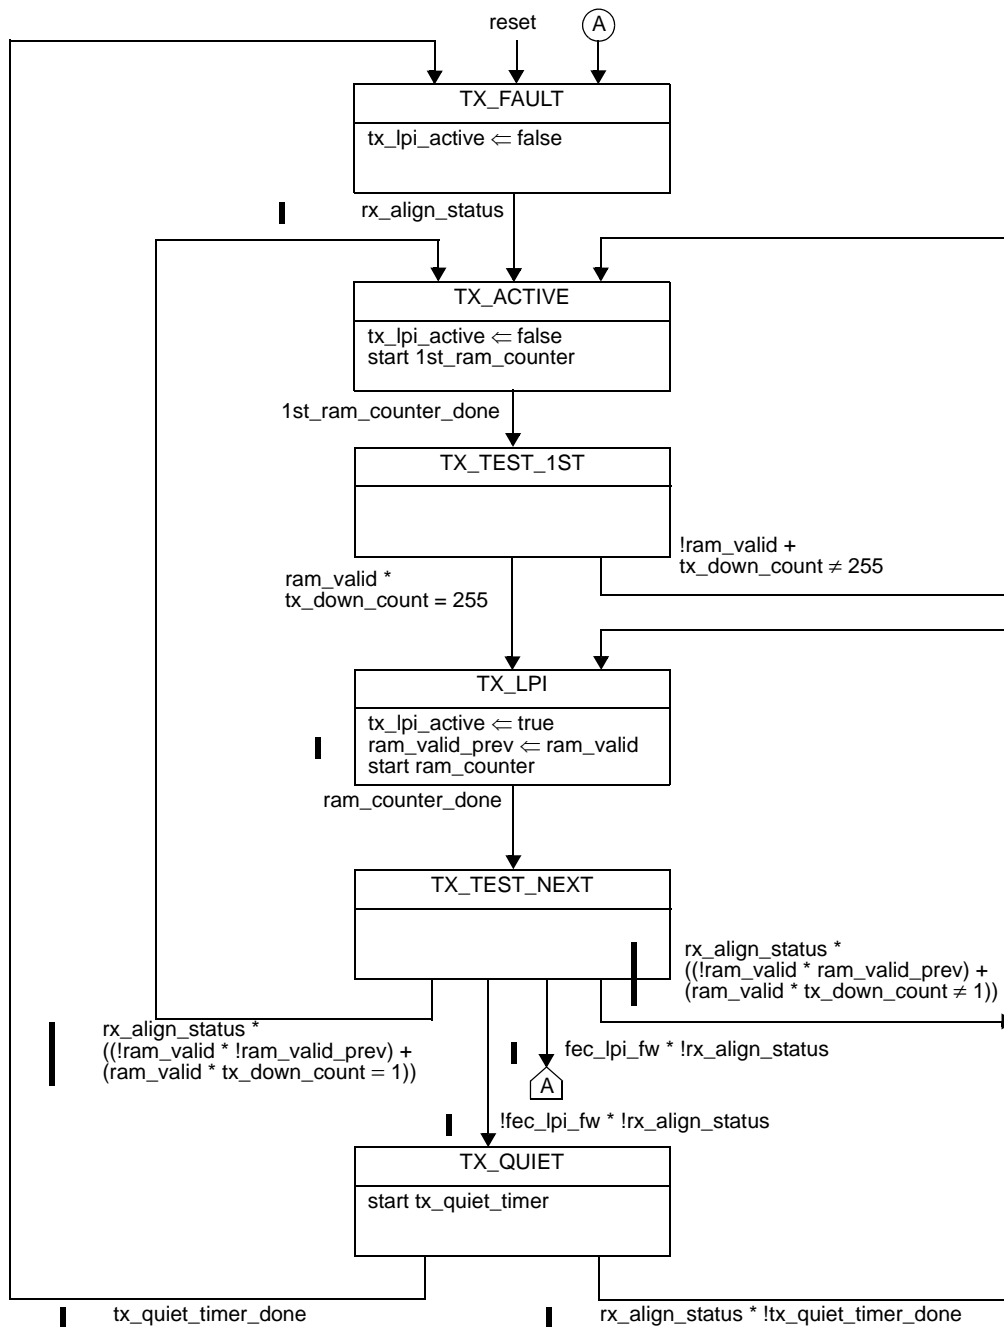 reset
A
TX_FAULT
tx_lpi_active ⇐ false
rx_align_status
TX_ACTIVE
tx_lpi_active ⇐ false
start 1st_ram_counter
1st_ram_counter_done
TX_TEST_1ST
!ram_valid +
tx_down_count ≠ 255
ram_valid *
tx_down_count = 255
TX_LPI
tx_lpi_active ⇐ true
ram_valid_prev ⇐ ram_valid
start ram_counter
ram_counter_done
TX_TEST_NEXT
rx_align_status *
((!ram_valid * ram_valid_prev) +
(ram_valid * tx_down_count ≠ 1))
rx_align_status *
((!ram_valid * !ram_valid_prev) +
(ram_valid * tx_down_count = 1))
fec_lpi_fw * !rx_align_status
A
!fec_lpi_fw * !rx_align_status
TX_QUIET
start tx_quiet_timer
tx_quiet_timer_done
rx_align_status * !tx_quiet_timer_done